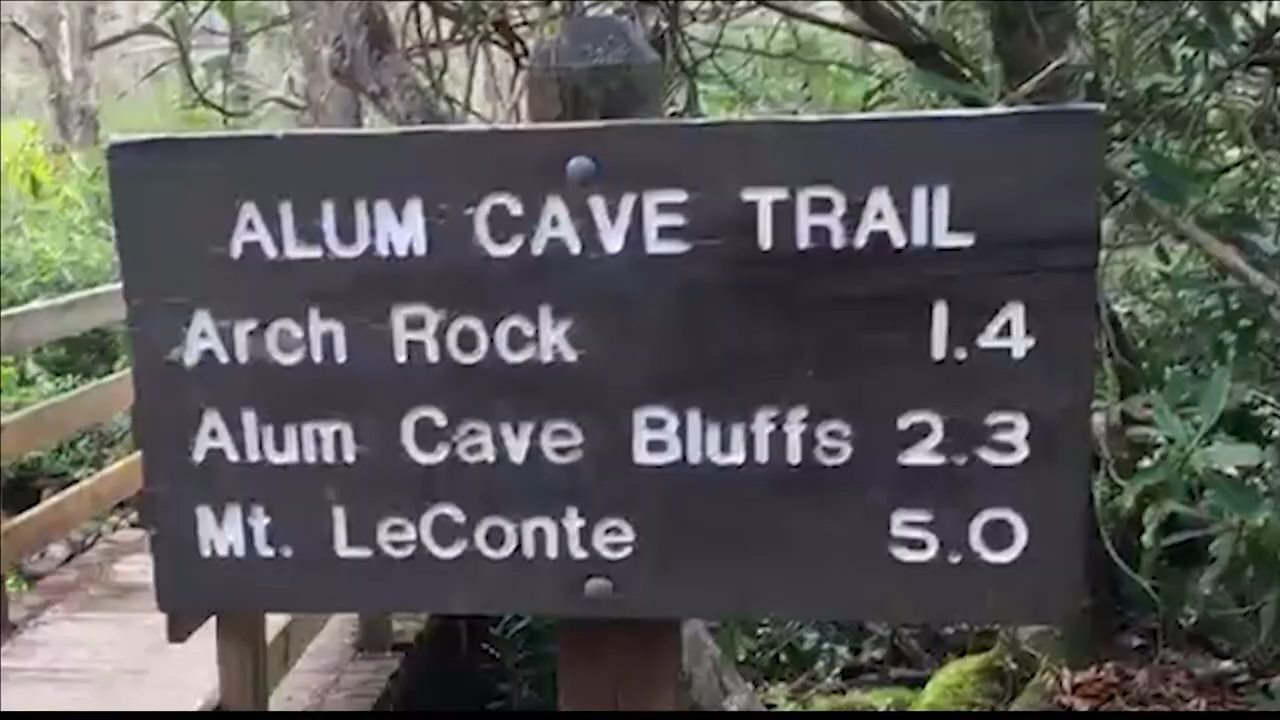 ALUM CAVE TRAIL
Arch Rock 1.4
Alum Cave Bluffs 2.3
Mt. LeConte 5.0